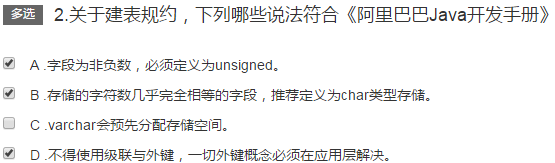 多选 2.关于建表规约，下列哪些说法符合《阿里巴巴Java开发手册》
A .字段为非负数，必须定义为unsigned。
B .存储的字符数几乎完全相等的字段，推荐定义为char类型存储。
C .varchar会预先分配存储空间。
D .不得使用级联与外键，一切外键概念必须在应用层解决。